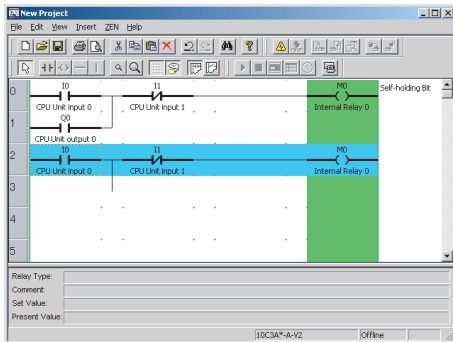 New Project
File Edit View Insert ZEN Help
0
I0
I1
M0
Self-holding Bit
CPU Unit input 0
CPU Unit input 1
Internal Relay 0
1
Q0
CPU Unit output 0
2
I0
I1
M0
CPU Unit input 0
CPU Unit input 1
Internal Relay 0
3
4
5
Relay Type:
Comment:
Set Value:
Present Value:
10C3A*-A-V2
Offline